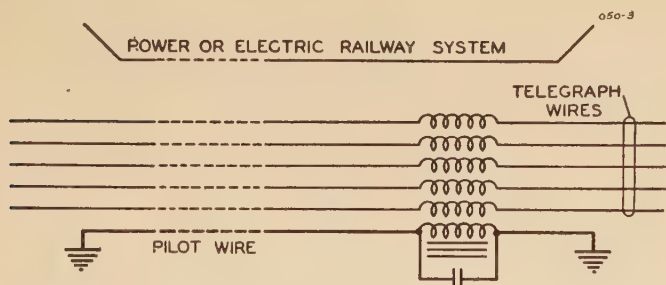 050-3
POWER OR ELECTRIC RAILWAY SYSTEM
TELEGRAPH
WIRES
PILOT WIRE